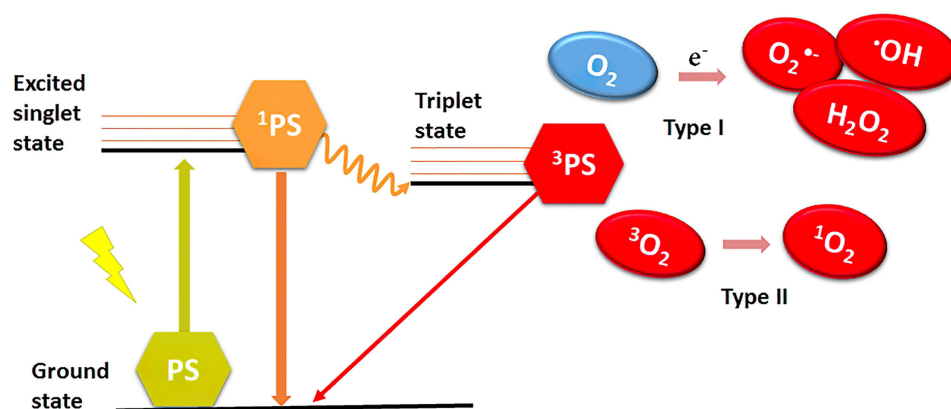 Excited
singlet
state
¹PS
Triplet
state
³PS
O₂
e⁻
Type I
O₂•⁻
•OH
H₂O₂
³O₂
¹O₂
Type II
PS
Ground
state